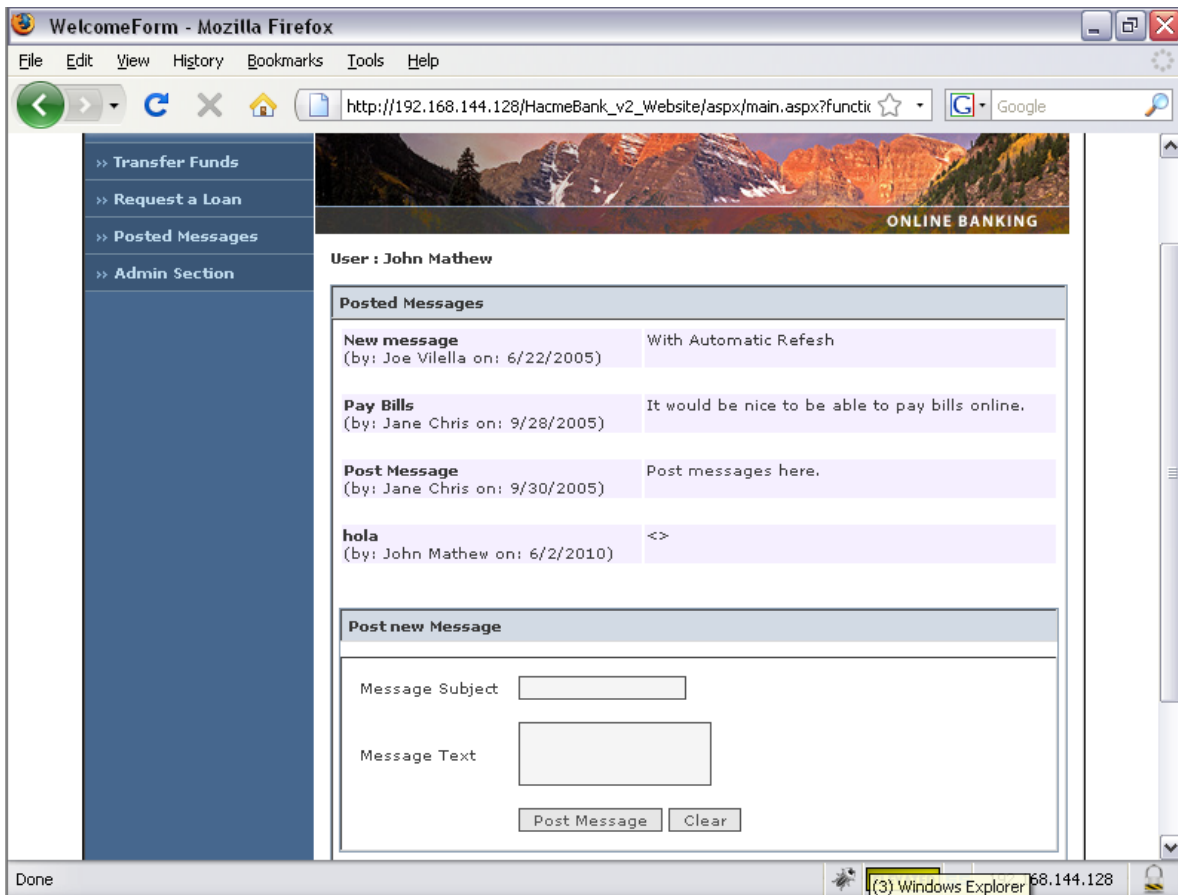 WelcomeForm - Mozilla Firefox
File Edit View History Bookmarks Tools Help
http://192.168.144.128/HacmeBank_v2_Website/aspx/main.aspx?functic
G Google
>> Transfer Funds
>> Request a Loan
>> Posted Messages
>> Admin Section
ONLINE BANKING
User : John Mathew
Posted Messages
New message With Automatic Refesh
(by: Joe Vilella on: 6/22/2005)
Pay Bills It would be nice to be able to pay bills online.
(by: Jane Chris on: 9/28/2005)
Post Message Post messages here.
(by: Jane Chris on: 9/30/2005)
hola <>
(by: John Mathew on: 6/2/2010)
Post new Message
Message Subject
Message Text
Post Message Clear
Done (3) Windows Explorer 68.144.128